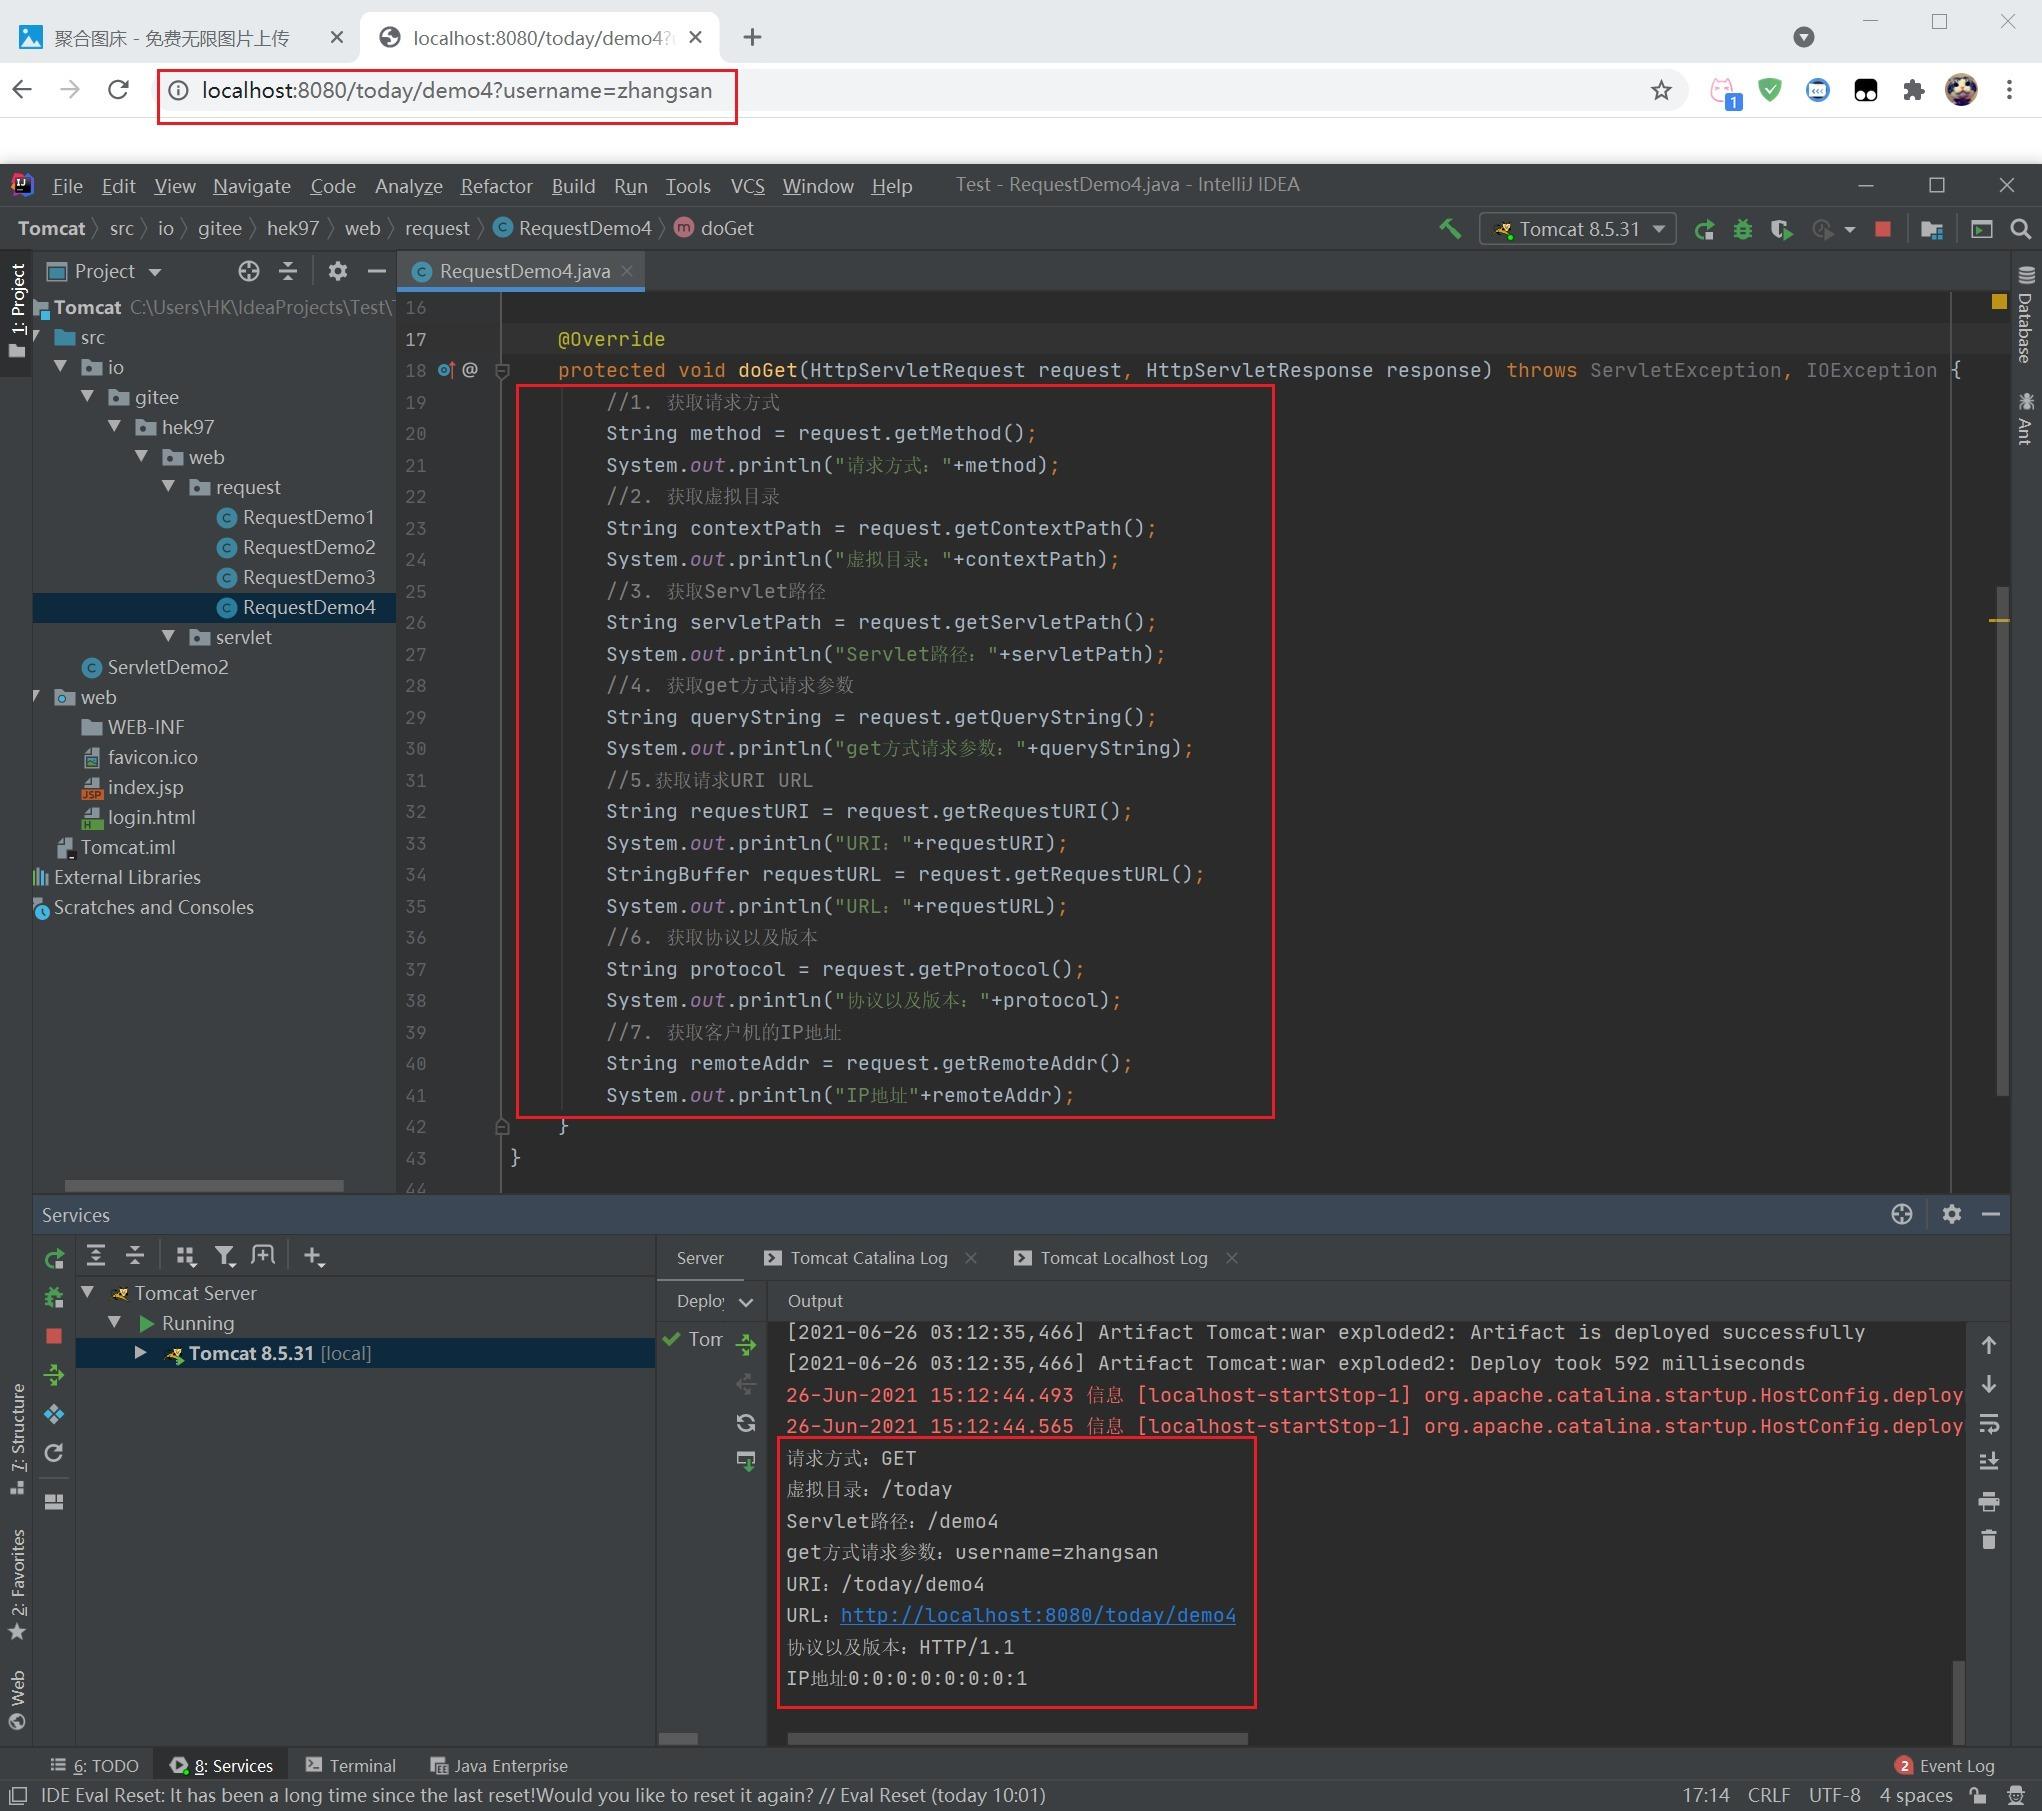 聚合图床 - 免费无限图片上传
localhost:8080/today/demo4?
localhost:8080/today/demo4?username=zhangsan
1
File Edit View Navigate Code Analyze Refactor Build Run Tools VCS Window Help Test - RequestDemo4.java - IntelliJ IDEA
Tomcat src io gitee hek97 web request RequestDemo4 doGet
Tomcat 8.5.31
1: Project
Project
Tomcat C:\Users\HK\IdeaProjects\Test\
src
io
gitee
hek97
web
request
RequestDemo1
RequestDemo2
RequestDemo3
RequestDemo4
servlet
ServletDemo2
web
WEB-INF
favicon.ico
index.jsp
login.html
Tomcat.iml
External Libraries
Scratches and Consoles
RequestDemo4.java
16
17 @Override
18 protected void doGet(HttpServletRequest request, HttpServletResponse response) throws ServletException, IOException {
19 //1. 获取请求方式
20 String method = request.getMethod();
21 System.out.println("请求方式："+method);
22 //2. 获取虚拟目录
23 String contextPath = request.getContextPath();
24 System.out.println("虚拟目录："+contextPath);
25 //3. 获取Servlet路径
26 String servletPath = request.getServletPath();
27 System.out.println("Servlet路径："+servletPath);
28 //4. 获取get方式请求参数
29 String queryString = request.getQueryString();
30 System.out.println("get方式请求参数："+queryString);
31 //5.获取请求URI URL
32 String requestURI = request.getRequestURI();
33 System.out.println("URI："+requestURI);
34 StringBuffer requestURL = request.getRequestURL();
35 System.out.println("URL："+requestURL);
36 //6. 获取协议以及版本
37 String protocol = request.getProtocol();
38 System.out.println("协议以及版本："+protocol);
39 //7. 获取客户机的IP地址
40 String remoteAddr = request.getRemoteAddr();
41 System.out.println("IP地址"+remoteAddr);
42 }
43 }
44
Database
Ant
Services
Tomcat Server
Running
Tomcat 8.5.31 [local]
Server Tomcat Catalina Log Tomcat Localhost Log
Deploy Output
Tom
[2021-06-26 03:12:35,466] Artifact Tomcat:war exploded2: Artifact is deployed successfully
[2021-06-26 03:12:35,466] Artifact Tomcat:war exploded2: Deploy took 592 milliseconds
26-Jun-2021 15:12:44.493 信息 [localhost-startStop-1] org.apache.catalina.startup.HostConfig.deploy
26-Jun-2021 15:12:44.565 信息 [localhost-startStop-1] org.apache.catalina.startup.HostConfig.deploy
请求方式：GET
虚拟目录：/today
Servlet路径：/demo4
get方式请求参数：username=zhangsan
URI：/today/demo4
URL：http://localhost:8080/today/demo4
协议以及版本：HTTP/1.1
IP地址0:0:0:0:0:0:0:1
7: Structure
2: Favorites
Web
6: TODO 8: Services Terminal Java Enterprise
2 Event Log
IDE Eval Reset: It has been a long time since the last reset!Would you like to reset it again? // Eval Reset (today 10:01)
17:14 CRLF UTF-8 4 spaces